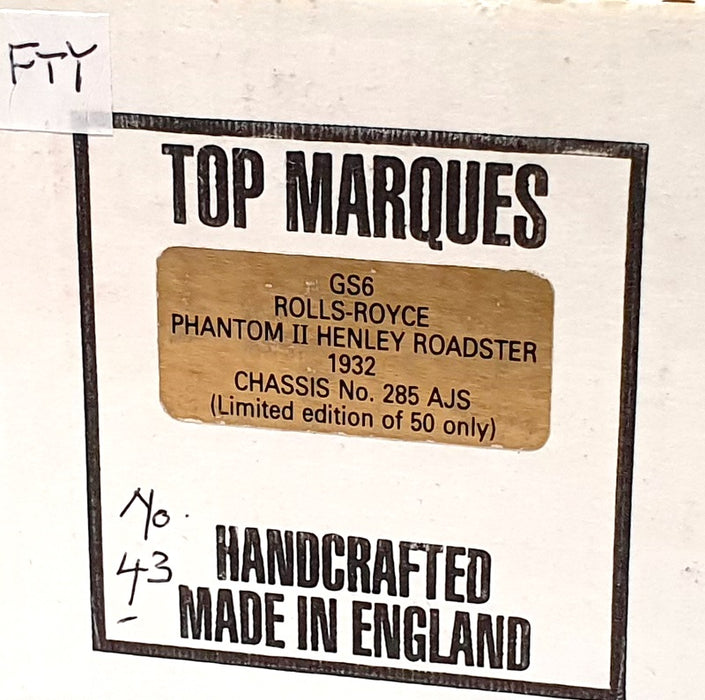 FTY
TOP MARQUES
GS6
ROLLS-ROYCE
PHANTOM II HENLEY ROADSTER
1932
CHASSIS No. 285 AJS
(Limited edition of 50 only)
No.
43
HANDCRAFTED
MADE IN ENGLAND